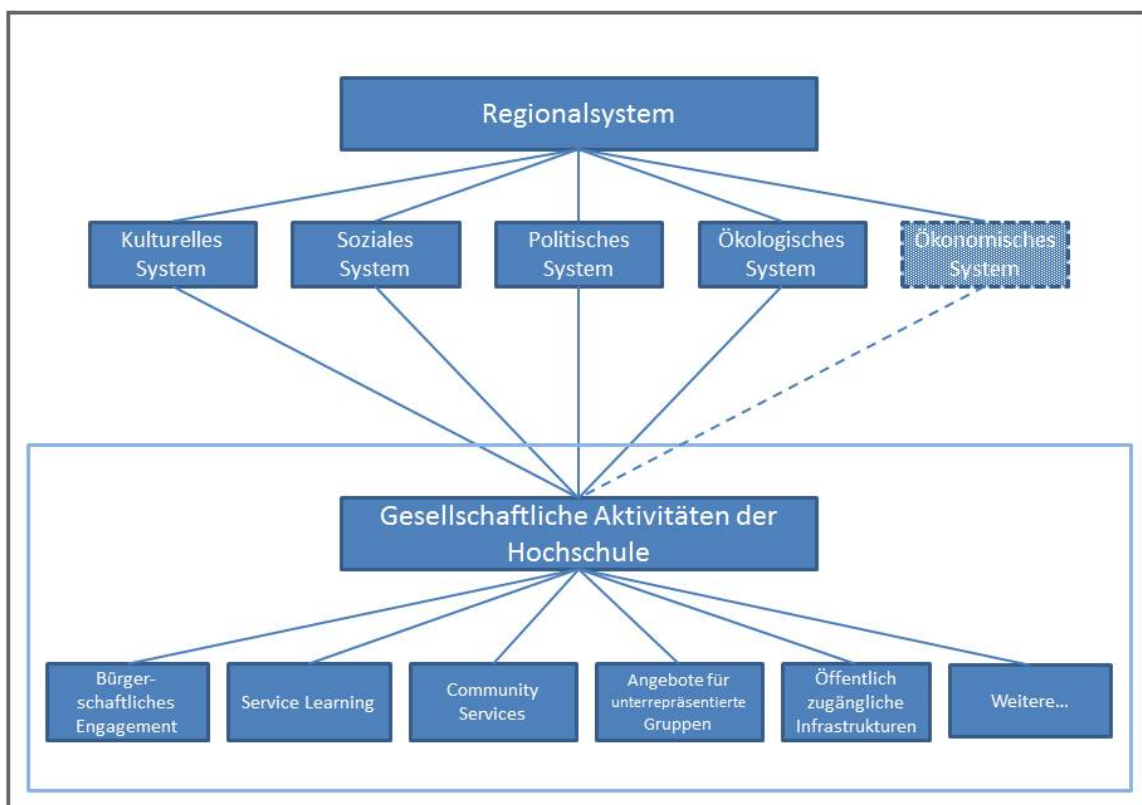 Regionalsystem
Kulturelles
System
Soziales
System
Politisches
System
Ökologisches
System
Ökonomisches
System
Gesellschaftliche Aktivitäten der
Hochschule
Bürger-
schaftliches
Engagement
Service Learning
Community
Services
Angebote für
unterrepräsentierte
Gruppen
Öffentlich
zugängliche
Infrastrukturen
Weitere...